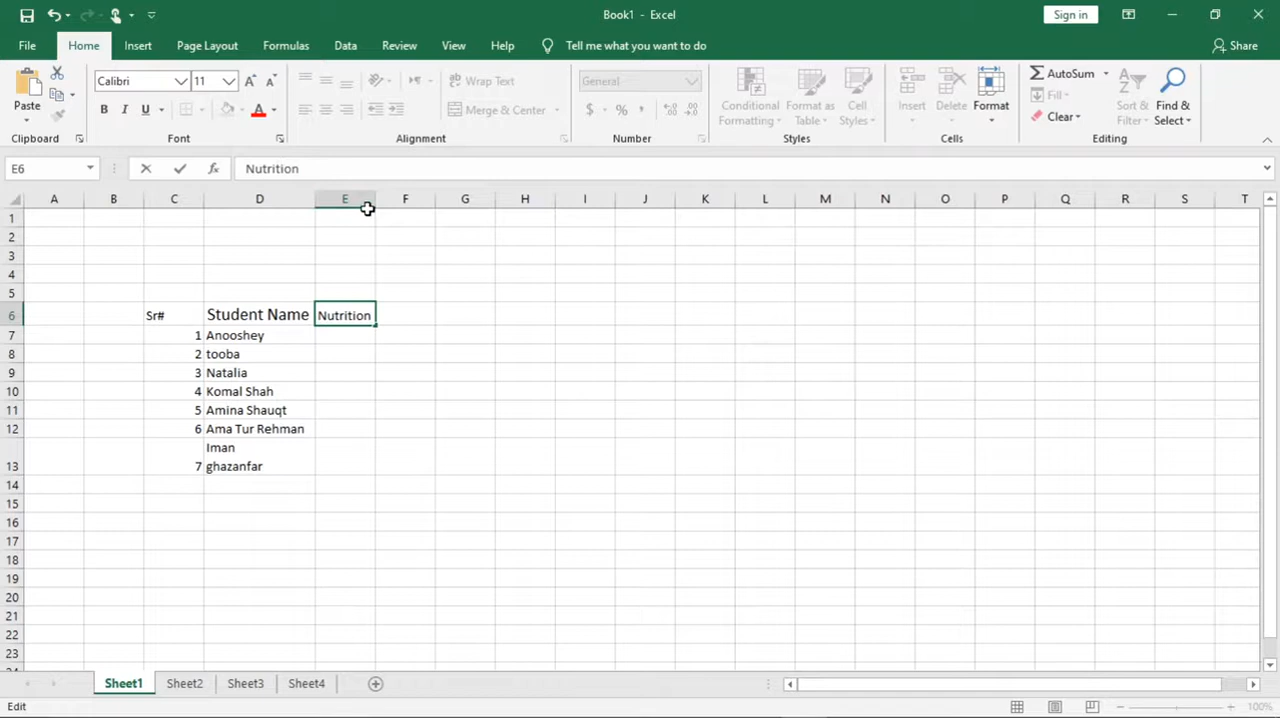 Book1 - Excel
Sign in
File Home Insert Page Layout Formulas Data Review View Help Tell me what you want to do Share
Paste
Calibri 11
B I U
Wrap Text
Merge & Center
General
$ % ,
Conditional Formatting
Format as Table
Cell Styles
Insert
Delete
Format
AutoSum
Fill
Clear
Sort & Filter
Find & Select
Clipboard Font Alignment Number Styles Cells Editing
E6 fx Nutrition
A B C D E F G H I J K L M N O P Q R S T
1
2
3
4
5
6 Sr# Student Name Nutrition
7 1 Anooshey
8 2 tooba
9 3 Natalia
10 4 Komal Shah
11 5 Amina Shauqt
12 6 Ama Tur Rehman
Iman
13 7 ghazanfar
14
15
16
17
18
19
20
21
22
23
Sheet1 Sheet2 Sheet3 Sheet4
Edit 100%